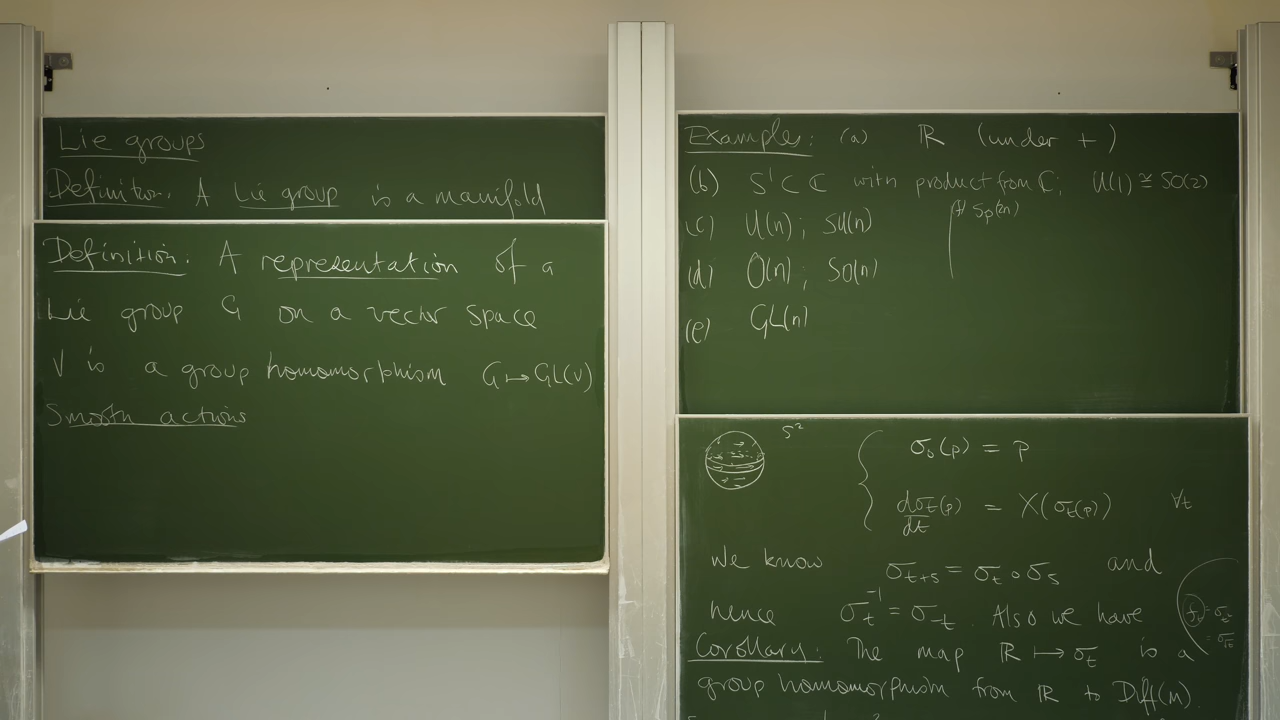 Lie groups
Definition: A Lie group is a manifold
Definition: A representation of a
Lie group G on a vector space
V is a group homomorphism G ↦ GL(V)
Smooth actions
Examples: (a) ℝ (under +)
(b) S¹ ⊂ ℂ with product from ℂ; U(1) ≅ SO(2)
(c) U(n); SU(n)
(f) Sp(2n)
(d) O(n); SO(n)
(e) GL(n)
S²
σ₀(p) = p
dσt(p)/dt = X(σt(p)) ∀t
We know σt+s = σt ∘ σs and
hence σt⁻¹ = σ-t. Also we have
Corollary: The map ℝ ↦ σt is a
group homomorphism from ℝ to Diff(M).